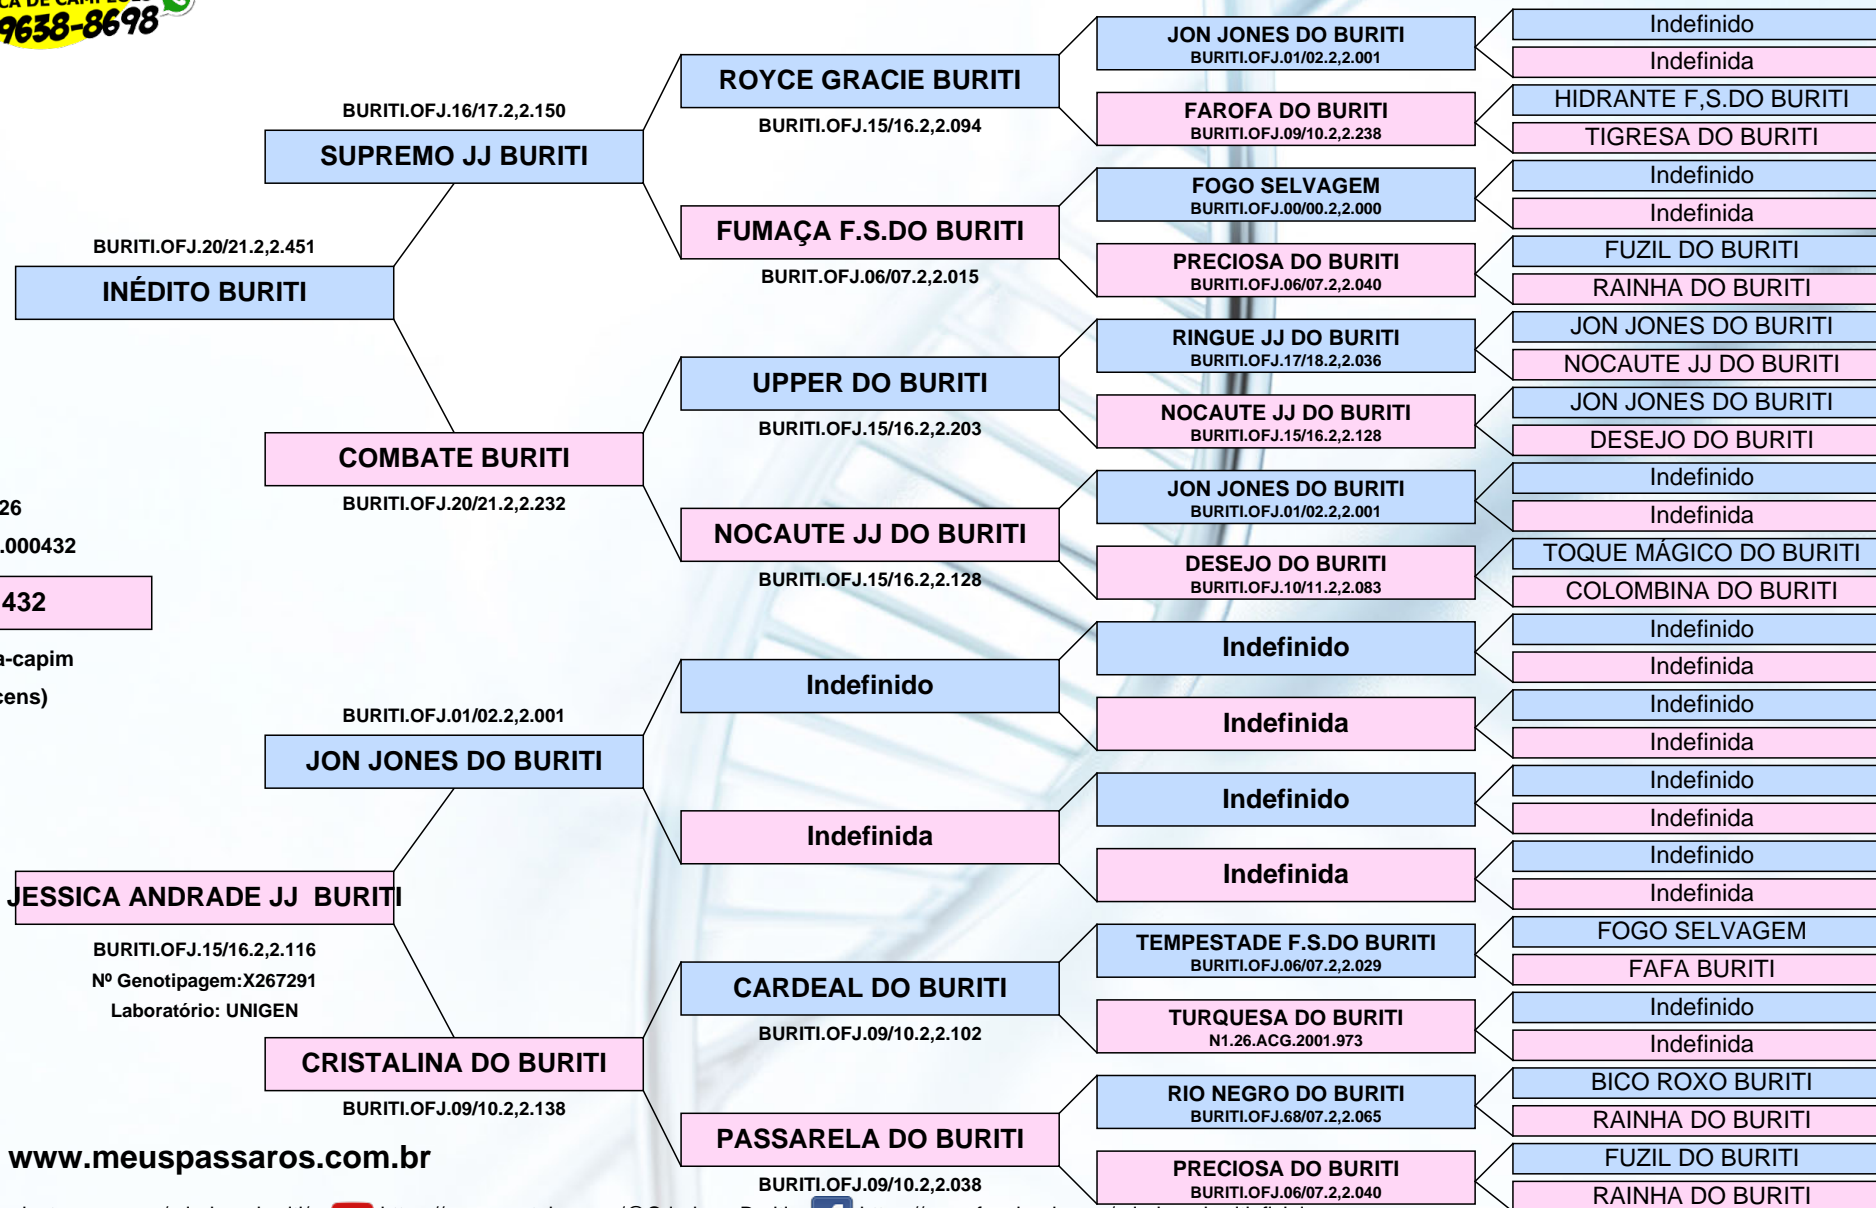 9638-8698
BURITI.OFJ.20/21.2,2.451
INÉDITO BURITI
26
.000432
432
a-capim
cens)
JESSICA ANDRADE JJ BURITI
BURITI.OFJ.15/16.2,2.116
Nº Genotipagem:X267291
Laboratório: UNIGEN
BURITI.OFJ.16/17.2,2.150
SUPREMO JJ BURITI
COMBATE BURITI
BURITI.OFJ.20/21.2,2.232
BURITI.OFJ.01/02.2,2.001
JON JONES DO BURITI
CRISTALINA DO BURITI
BURITI.OFJ.09/10.2,2.138
ROYCE GRACIE BURITI
BURITI.OFJ.15/16.2,2.094
FUMAÇA F.S.DO BURITI
BURIT.OFJ.06/07.2,2.015
UPPER DO BURITI
BURITI.OFJ.15/16.2,2.203
NOCAUTE JJ DO BURITI
BURITI.OFJ.15/16.2,2.128
Indefinido
Indefinida
CARDEAL DO BURITI
BURITI.OFJ.09/10.2,2.102
PASSARELA DO BURITI
BURITI.OFJ.09/10.2,2.038
JON JONES DO BURITI
BURITI.OFJ.01/02.2,2.001
FAROFA DO BURITI
BURITI.OFJ.09/10.2,2.238
FOGO SELVAGEM
BURITI.OFJ.00/00.2,2.000
PRECIOSA DO BURITI
BURITI.OFJ.06/07.2,2.040
RINGUE JJ DO BURITI
BURITI.OFJ.17/18.2,2.036
NOCAUTE JJ DO BURITI
BURITI.OFJ.15/16.2,2.128
JON JONES DO BURITI
BURITI.OFJ.01/02.2,2.001
DESEJO DO BURITI
BURITI.OFJ.10/11.2,2.083
Indefinido
Indefinida
Indefinido
Indefinida
TEMPESTADE F.S.DO BURITI
BURITI.OFJ.06/07.2,2.029
TURQUESA DO BURITI
N1.26.ACG.2001.973
RIO NEGRO DO BURITI
BURITI.OFJ.68/07.2,2.065
PRECIOSA DO BURITI
BURITI.OFJ.06/07.2,2.040
Indefinido
Indefinida
HIDRANTE F,S.DO BURITI
TIGRESA DO BURITI
Indefinido
Indefinida
FUZIL DO BURITI
RAINHA DO BURITI
JON JONES DO BURITI
NOCAUTE JJ DO BURITI
JON JONES DO BURITI
DESEJO DO BURITI
Indefinido
Indefinida
TOQUE MÁGICO DO BURITI
COLOMBINA DO BURITI
Indefinido
Indefinida
Indefinido
Indefinida
Indefinido
Indefinida
Indefinido
Indefinida
FOGO SELVAGEM
FAFA BURITI
Indefinido
Indefinida
BICO ROXO BURITI
RAINHA DO BURITI
FUZIL DO BURITI
RAINHA DO BURITI
www.meuspassaros.com.br